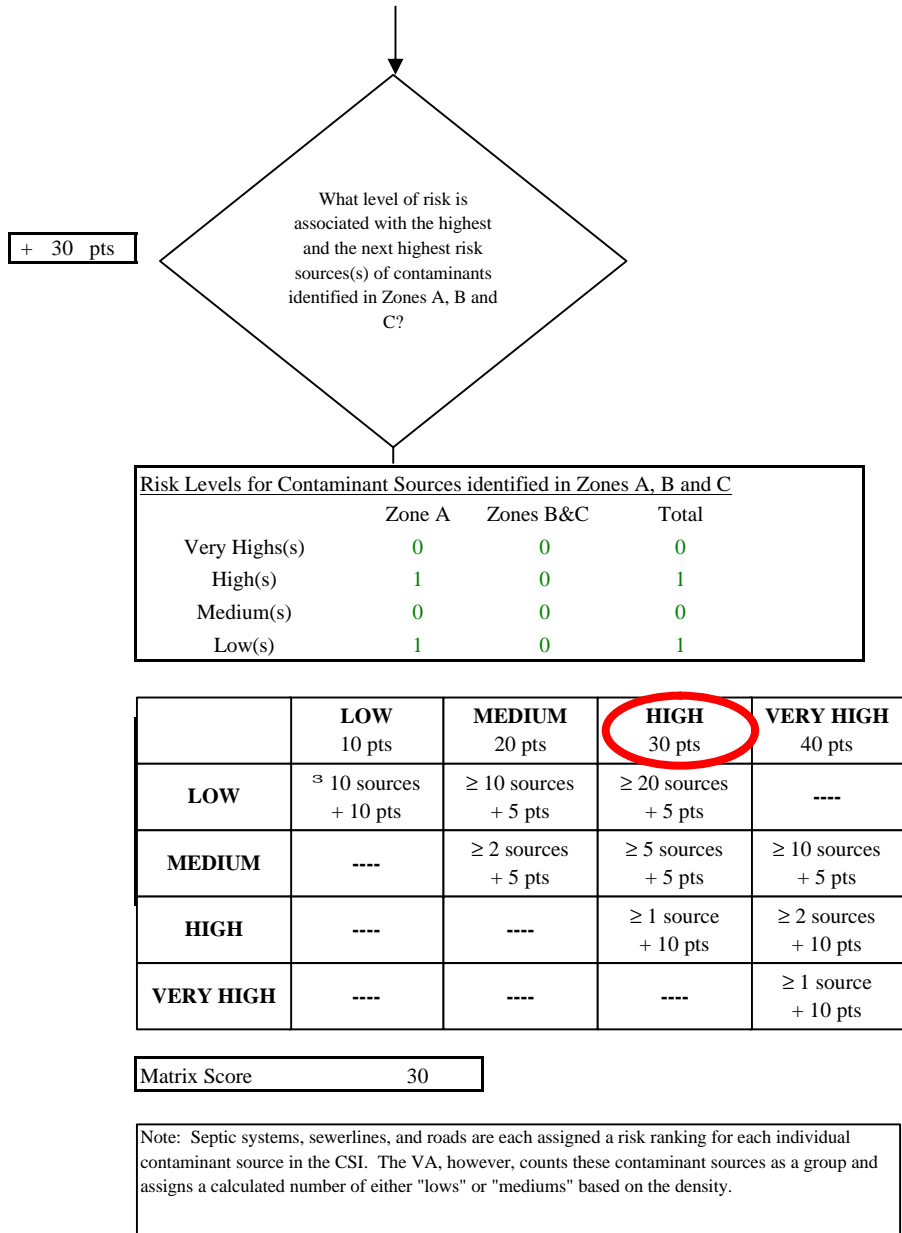 What level of risk is
associated with the highest
and the next highest risk
sources(s) of contaminants
identified in Zones A, B and
C?
+ 30 pts
Risk Levels for Contaminant Sources identified in Zones A, B and C
Zone A Zones B&C Total
Very Highs(s) 0 0 0
High(s) 1 0 1
Medium(s) 0 0 0
Low(s) 1 0 1
LOW MEDIUM HIGH VERY HIGH
10 pts 20 pts 30 pts 40 pts
LOW ³ 10 sources ≥ 10 sources ≥ 20 sources ----
+ 10 pts + 5 pts + 5 pts
MEDIUM ---- ≥ 2 sources ≥ 5 sources ≥ 10 sources
+ 5 pts + 5 pts + 5 pts
HIGH ---- ---- ≥ 1 source ≥ 2 sources
+ 10 pts + 10 pts
VERY HIGH ---- ---- ---- ≥ 1 source
+ 10 pts
Matrix Score 30
Note: Septic systems, sewerlines, and roads are each assigned a risk ranking for each individual
contaminant source in the CSI. The VA, however, counts these contaminant sources as a group and
assigns a calculated number of either "lows" or "mediums" based on the density.